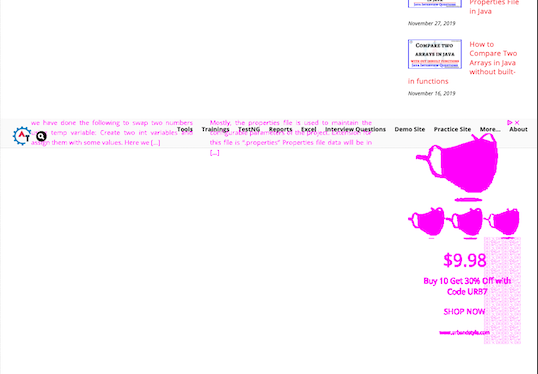 Properties File
in Java
November 27, 2019
COMPARE TWO
ARRAYS IN JAVA
Java Interview Questions
How to
Compare Two
Arrays in Java
without built-
in functions
November 16, 2019
we have done the following to swap two numbers
temp variable: Create two int variables and
assign them with some values. Here we [...]
Mostly, the properties file is used to maintain the
configurable parameters of the project. Extension for
this file is ".properties" Properties file data will be in
[...]
Tools Trainings TestNG Reports Excel Interview Questions Demo Site Practice Site More... About
$9.98
Buy 10 Get 30% Off with
Code URB7
SHOP NOW
www.urbandstyle.com